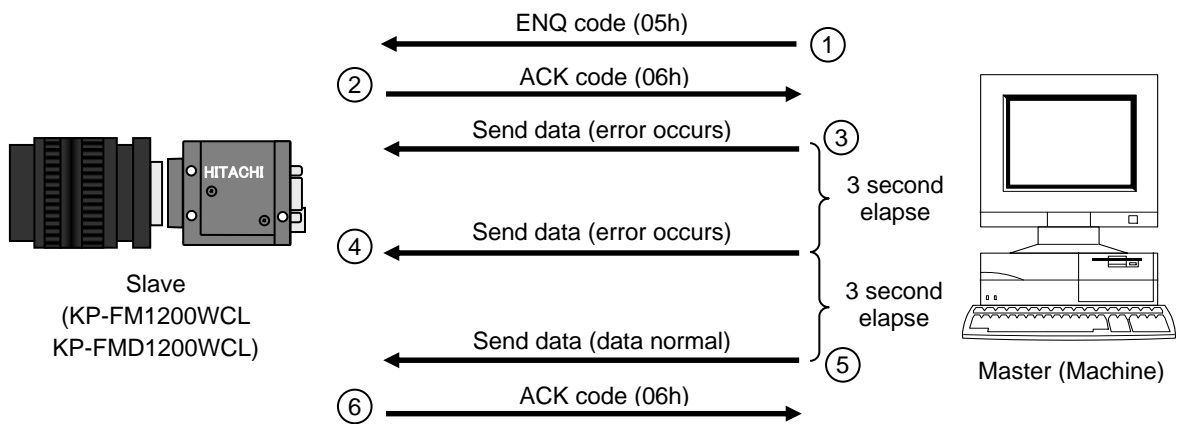 ENQ code (05h)
①
②
ACK code (06h)
Send data (error occurs)
③
HITACHI
3 second
elapse
④
Send data (error occurs)
Slave
(KP-FM1200WCL
KP-FMD1200WCL)
3 second
elapse
Send data (data normal)
⑤
Master (Machine)
⑥
ACK code (06h)